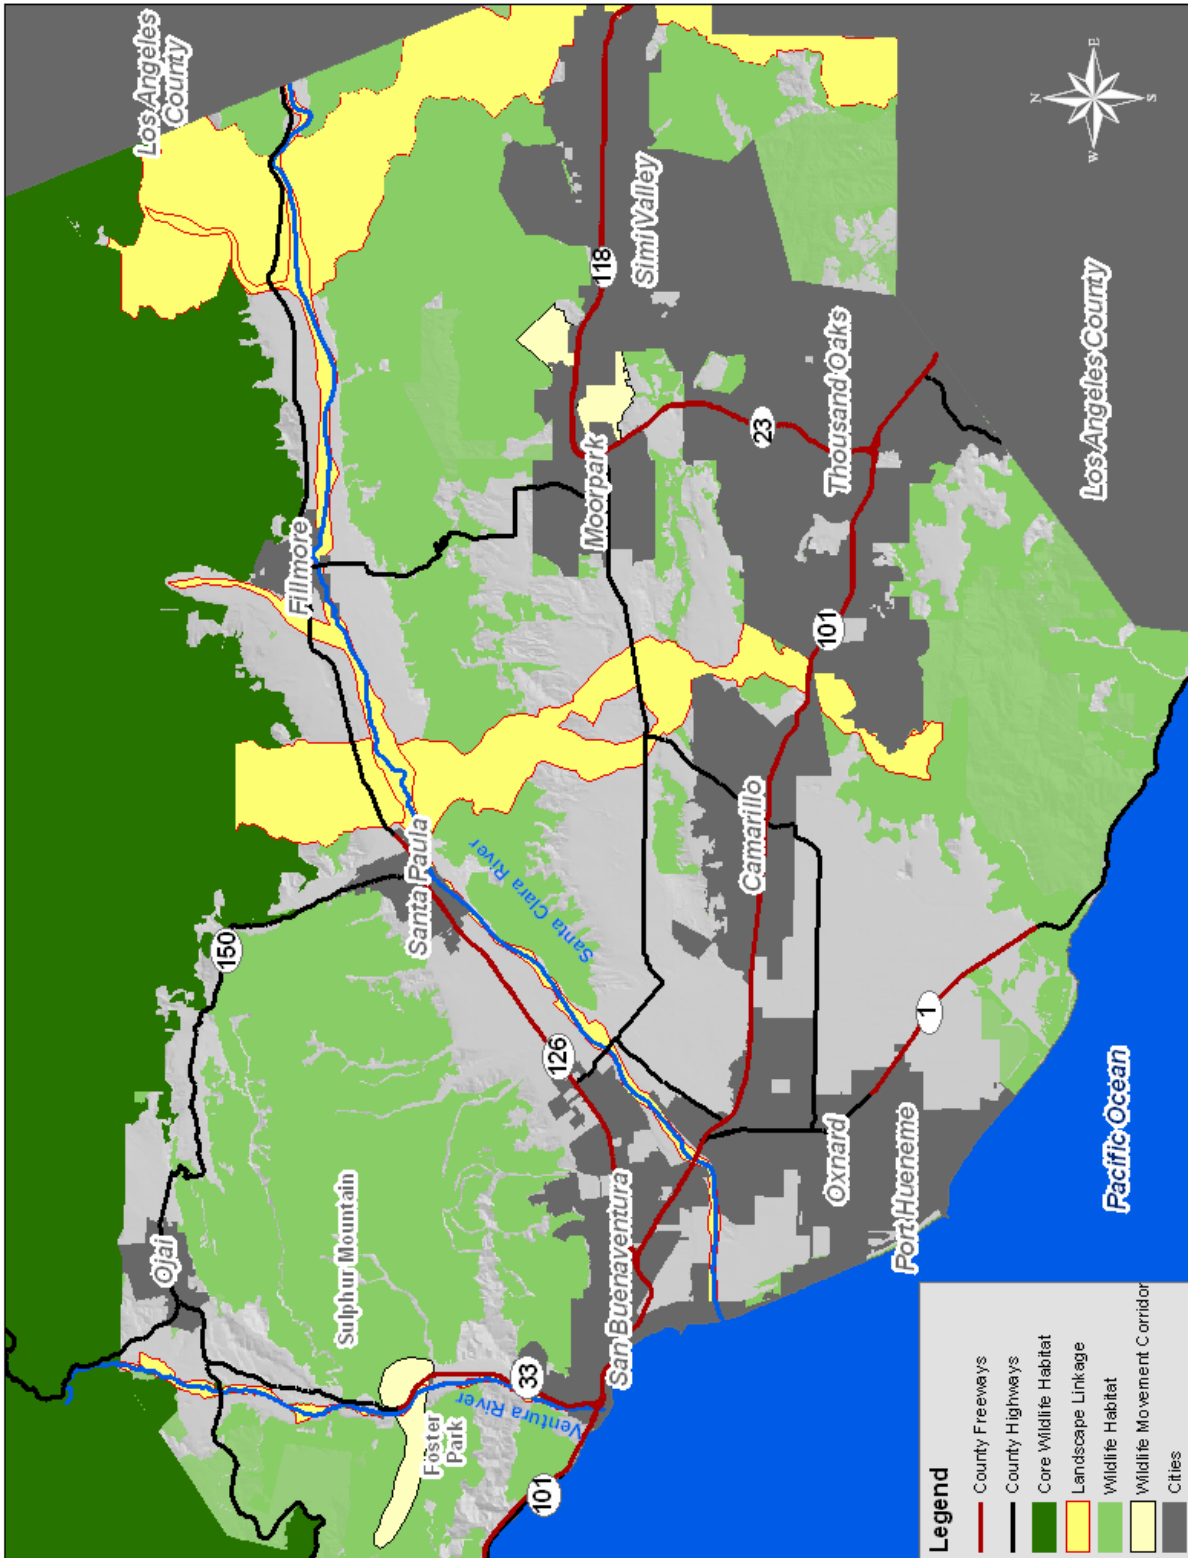 Los Angeles
County
Ojai
150
Sulphur Mountain
Foster
Park
33
Ventura River
101
San Buenaventura
Santa Paula
Santa Clara River
126
Fillmore
Moorpark
118
Simi Valley
23
Thousand Oaks
101
Camarillo
Oxnard
Port Hueneme
1
Pacific Ocean
Los Angeles County
N
E
S
W
Legend
County Freeways
County Highways
Core Wildlife Habitat
Landscape Linkage
Wildlife Habitat
Wildlife Movement Corridor
Cities